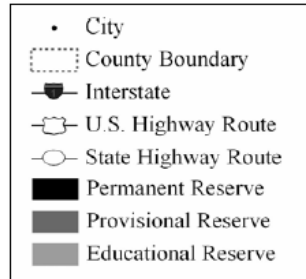 City
County Boundary
Interstate
U.S. Highway Route
State Highway Route
Permanent Reserve
Provisional Reserve
Educational Reserve